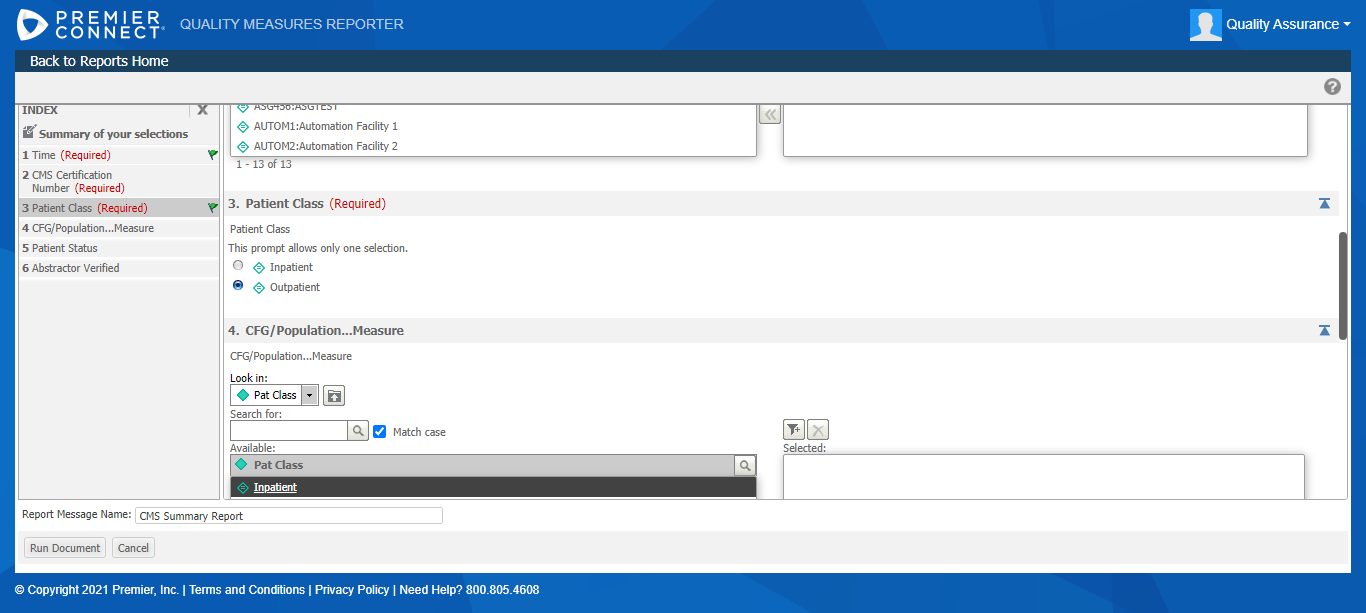 PREMIER CONNECT® QUALITY MEASURES REPORTER
Quality Assurance
Back to Reports Home
?
INDEX X
Summary of your selections
1 Time (Required)
2 CMS Certification
Number (Required)
3 Patient Class (Required)
4 CFG/Population...Measure
5 Patient Status
6 Abstractor Verified
ASG456:ASGTEST
AUTOM1:Automation Facility 1
AUTOM2:Automation Facility 2
1 - 13 of 13
3. Patient Class (Required)
Patient Class
This prompt allows only one selection.
Inpatient
Outpatient
4. CFG/Population...Measure
CFG/Population...Measure
Look in:
Pat Class
Search for:
Match case
Available:
Selected:
Pat Class
Inpatient
Report Message Name: CMS Summary Report
Run Document Cancel
© Copyright 2021 Premier, Inc. | Terms and Conditions | Privacy Policy | Need Help? 800.805.4608